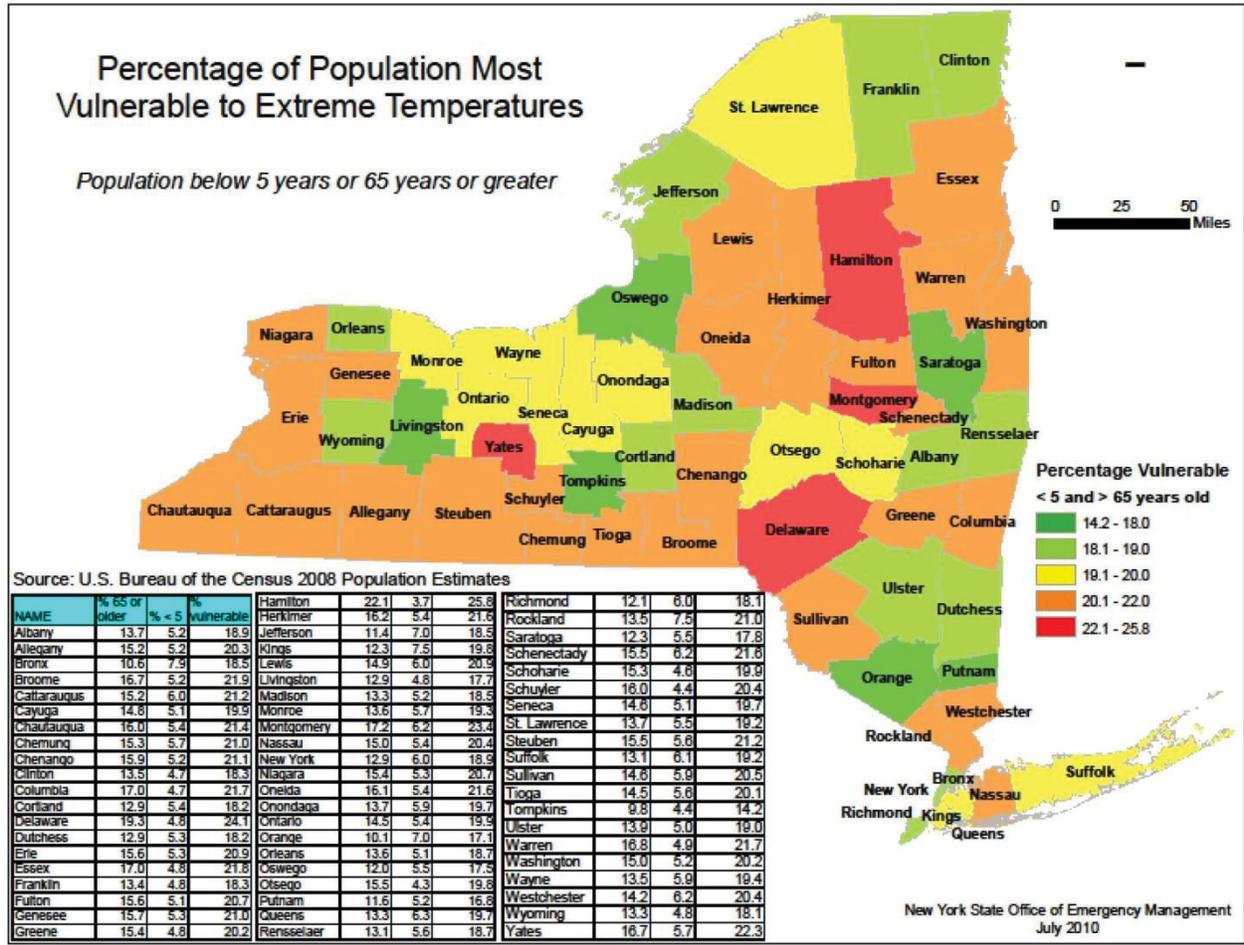 Percentage of Population Most
Vulnerable to Extreme Temperatures
Population below 5 years or 65 years or greater
Clinton
Franklin
St. Lawrence
Essex
Jefferson
0 25 50
Miles
Lewis
Hamilton
Warren
Herkimer
Oswego
Washington
Oneida
Niagara
Orleans
Wayne
Monroe
Fulton
Saratoga
Genesee
Onondaga
Ontario
Montgomery
Madison
Seneca
Schenectady
Erie
Livingston
Cayuga
Rensselaer
Wyoming
Yates
Otsego
Cortland
Albany
Schoharie
Chenango
Tompkins
Schuyler
Chautauqua
Cattaraugus
Allegany
Steuben
Greene
Columbia
Delaware
Chemung
Tioga
Broome
Ulster
Dutchess
Sullivan
Orange
Putnam
Westchester
Rockland
Suffolk
Bronx
New York
Nassau
Richmond
Kings
Queens
Percentage Vulnerable
< 5 and > 65 years old
14.2 - 18.0
18.1 - 19.0
19.1 - 20.0
20.1 - 22.0
22.1 - 25.8
Source: U.S. Bureau of the Census 2008 Population Estimates
NAME % 65 or older % < 5 % vulnerable
Albany 13.7 5.2 18.9
Allegany 15.2 5.2 20.3
Bronx 10.6 7.9 18.5
Broome 16.7 5.2 21.9
Cattaraugus 15.2 6.0 21.2
Cayuga 14.8 5.1 19.9
Chautauqua 16.0 5.4 21.4
Chemung 15.3 5.7 21.0
Chenango 15.9 5.2 21.1
Clinton 13.5 4.7 18.3
Columbia 17.0 4.7 21.7
Cortland 12.9 5.4 18.2
Delaware 19.3 4.8 24.1
Dutchess 12.9 5.3 18.2
Erie 15.6 5.3 20.9
Essex 17.0 4.8 21.8
Franklin 13.4 4.8 18.3
Fulton 15.6 5.1 20.7
Genesee 15.7 5.3 21.0
Greene 15.4 4.8 20.2
Hamilton 22.1 3.7 25.8
Herkimer 16.2 5.4 21.6
Jefferson 11.4 7.0 18.5
Kings 12.3 7.5 19.8
Lewis 14.9 6.0 20.9
Livingston 12.9 4.8 17.7
Madison 13.3 5.2 18.5
Monroe 13.6 5.7 19.3
Montgomery 17.2 6.2 23.4
Nassau 15.0 5.4 20.4
New York 12.9 6.0 18.9
Niagara 15.4 5.3 20.7
Oneida 16.1 5.4 21.6
Onondaga 13.7 5.9 19.7
Ontario 14.5 5.4 19.9
Orange 10.1 7.0 17.1
Orleans 13.6 5.1 18.7
Oswego 12.0 5.5 17.5
Otsego 15.5 4.3 19.8
Putnam 11.6 5.2 16.8
Queens 13.3 6.3 19.7
Rensselaer 13.1 5.6 18.7
Richmond 12.1 6.0 18.1
Rockland 13.5 7.5 21.0
Saratoga 12.3 5.5 17.8
Schenectady 15.5 6.2 21.6
Schoharie 15.3 4.6 19.9
Schuyler 16.0 4.4 20.4
Seneca 14.6 5.1 19.7
St. Lawrence 13.7 5.5 19.2
Steuben 15.5 5.6 21.2
Suffolk 13.1 6.1 19.2
Sullivan 14.6 5.9 20.5
Tioga 14.5 5.6 20.1
Tompkins 9.8 4.4 14.2
Ulster 13.9 5.0 19.0
Warren 16.8 4.9 21.7
Washington 15.0 5.2 20.2
Wayne 13.5 5.9 19.4
Westchester 14.2 6.2 20.4
Wyoming 13.3 4.8 18.1
Yates 16.7 5.7 22.3
New York State Office of Emergency Management
July 2010